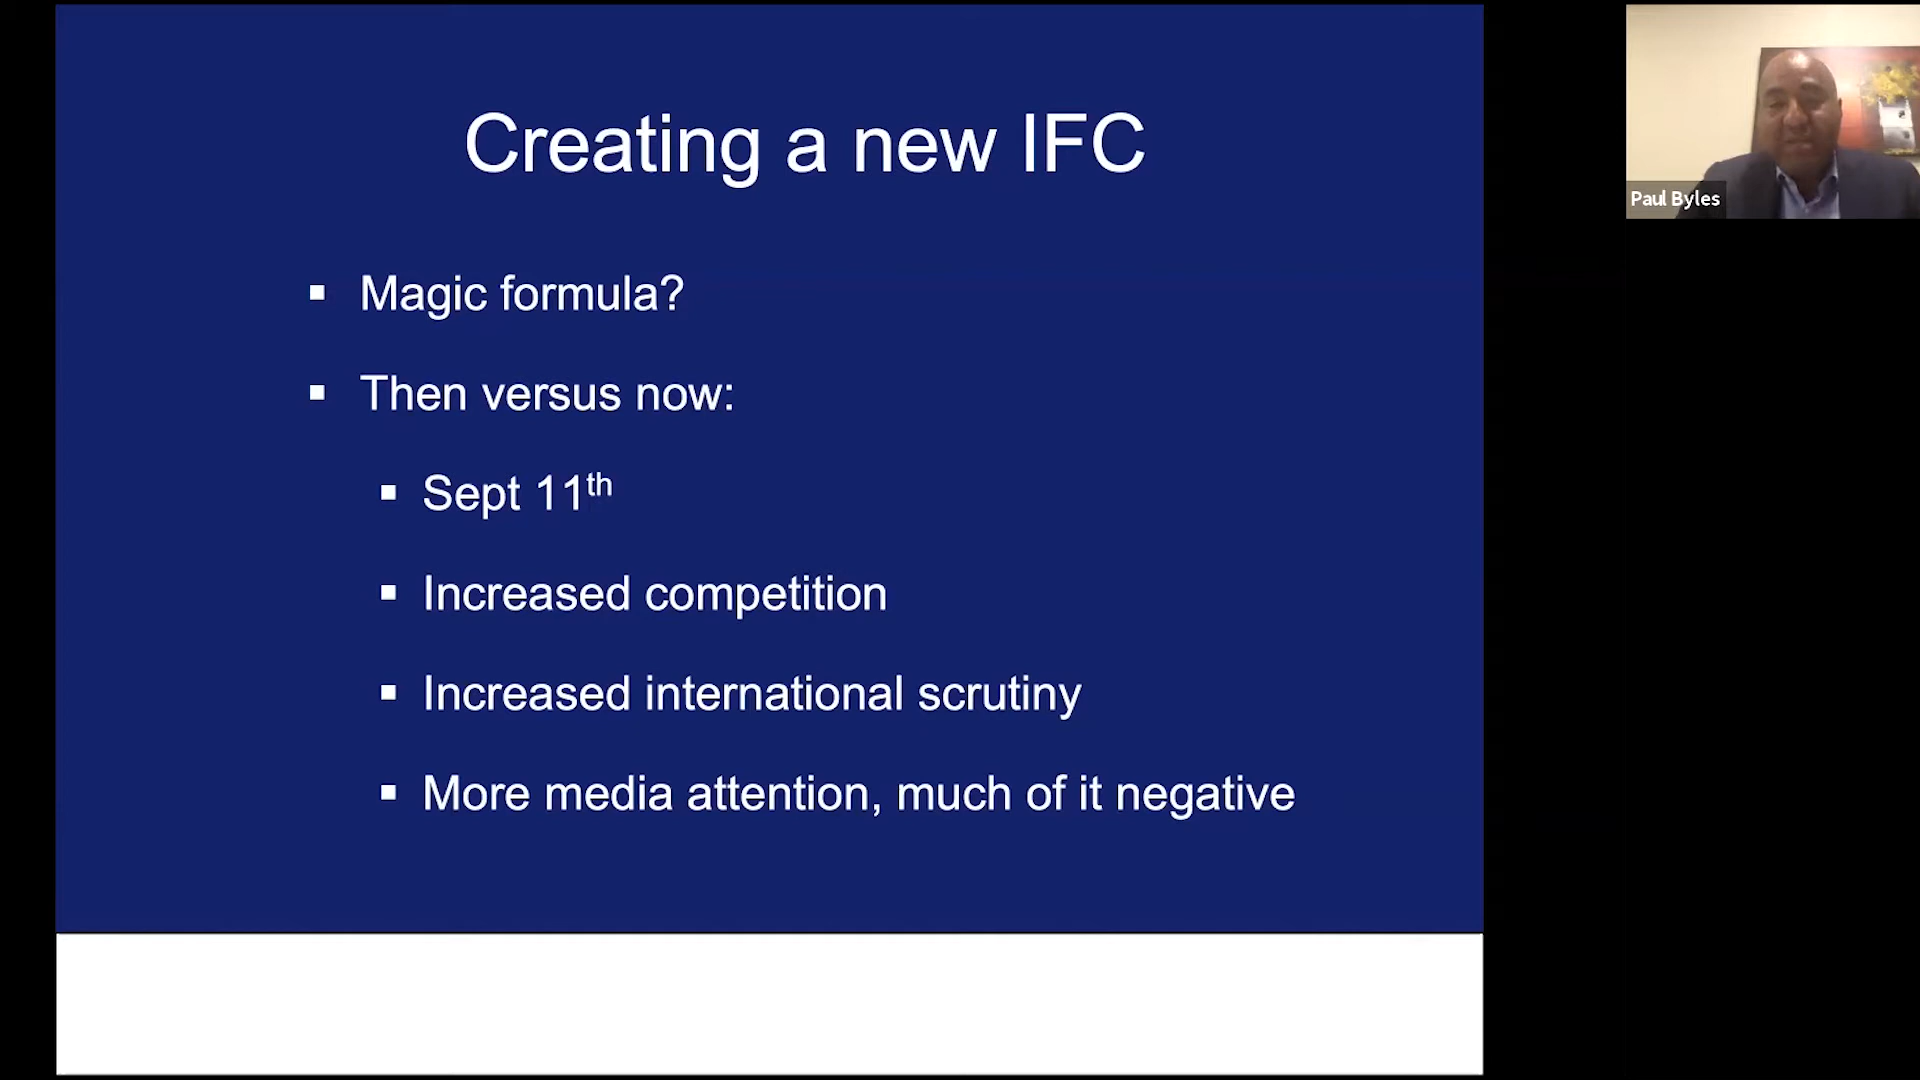 Creating a new IFC
Magic formula?
Then versus now:
Sept 11th
Increased competition
Increased international scrutiny
More media attention, much of it negative
Paul Byles